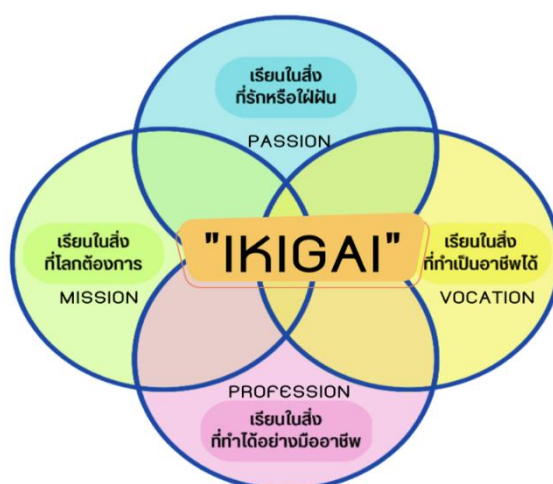 เรียนในสิ่ง
ที่รักหรือใฝ่ฝัน
PASSION
เรียนในสิ่ง
ที่โลกต้องการ
MISSION
"IKIGAI"
เรียนในสิ่ง
ที่ทำเป็นอาชีพได้
VOCATION
PROFESSION
เรียนในสิ่ง
ที่ทำได้อย่างมืออาชีพ